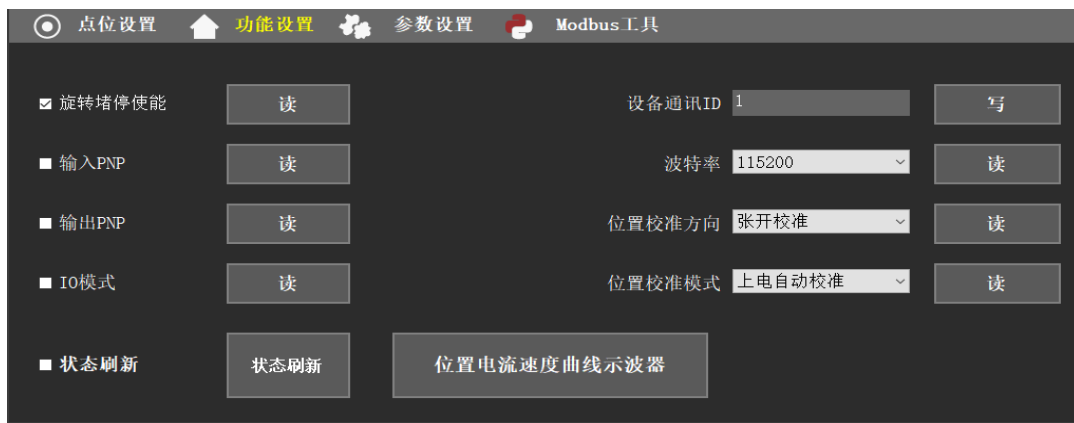 点位设置 功能设置 参数设置 Modbus工具
旋转堵停使能 读 设备通讯ID 1 写
输入PNP 读 波特率 115200 读
输出PNP 读 位置校准方向 张开校准 读
IO模式 读 位置校准模式 上电自动校准 读
状态刷新 状态刷新 位置电流速度曲线示波器